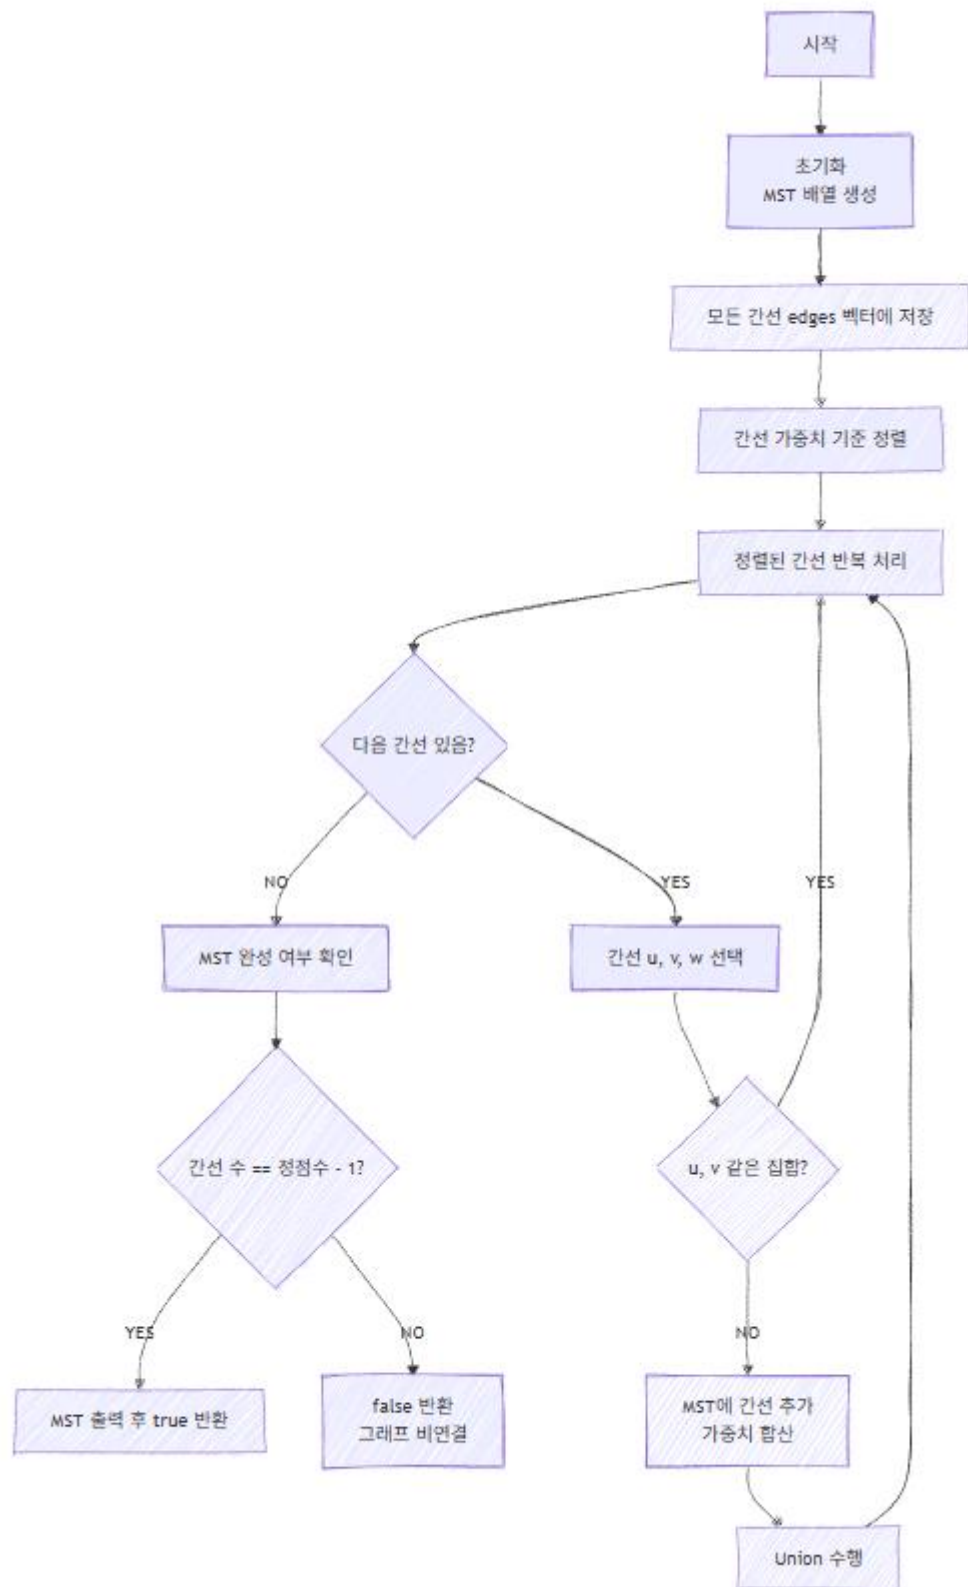 시작
초기화
MST 배열 생성
모든 간선 edges 벡터에 저장
간선 가중치 기준 정렬
정렬된 간선 반복 처리
다음 간선 있음?
NO
YES
YES
MST 완성 여부 확인
간선 u, v, w 선택
간선 수 == 정점수 - 1?
u, v 같은 집합?
YES
NO
NO
MST 출력 후 true 반환
false 반환
그래프 비연결
MST에 간선 추가
가중치 합산
Union 수행